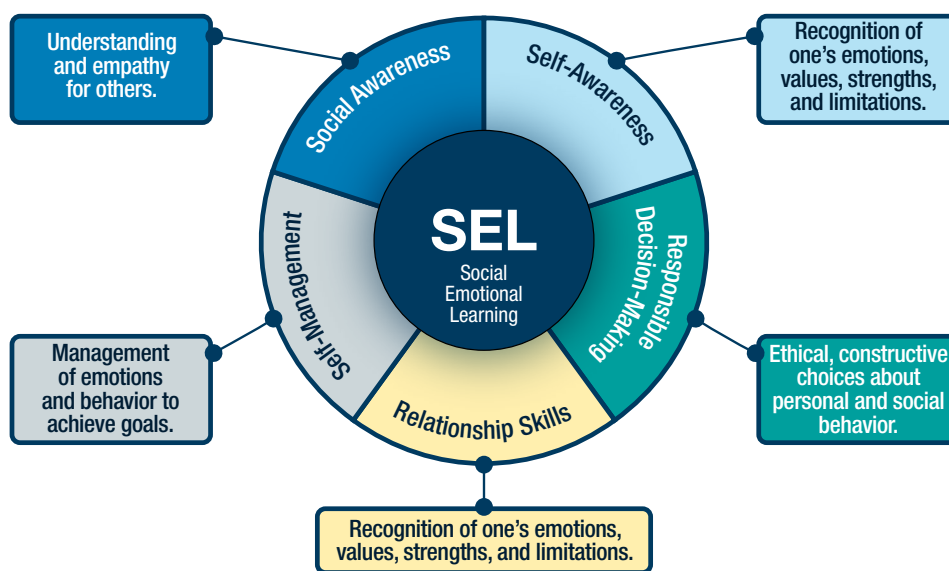 Understanding
and empathy
for others.
Social Awareness
Self-Awareness
Recognition of
one’s emotions,
values, strengths,
and limitations.
SEL
Social
Emotional
Learning
Self-Management
Responsible
Decision-Making
Relationship Skills
Management
of emotions
and behavior to
achieve goals.
Ethical, constructive
choices about
personal and social
behavior.
Recognition of one’s emotions,
values, strengths, and limitations.